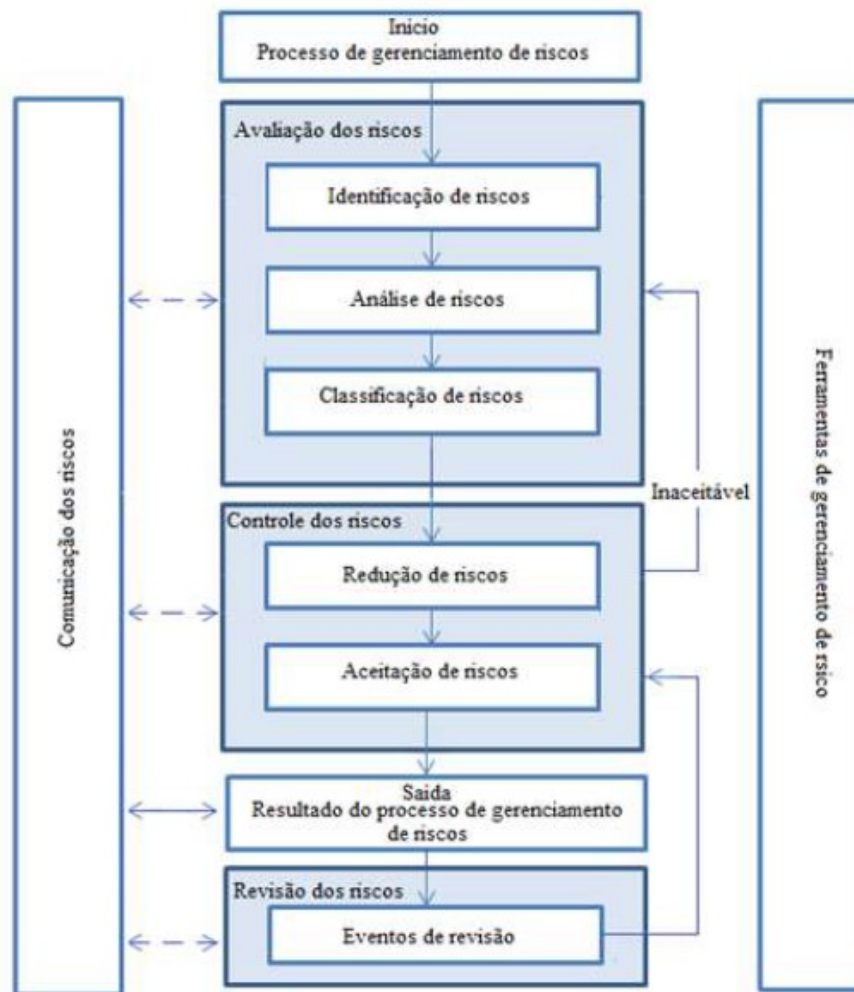 Inicio
Processo de gerenciamento de riscos
Avaliação dos riscos
Identificação de riscos
Análise de riscos
Classificação de riscos
Inaceitável
Controle dos riscos
Redução de riscos
Aceitação de riscos
Saida
Resultado do processo de gerenciamento
de riscos
Revisão dos riscos
Eventos de revisão
Comunicação dos riscos
Ferramentas de gerenciamento de rsico